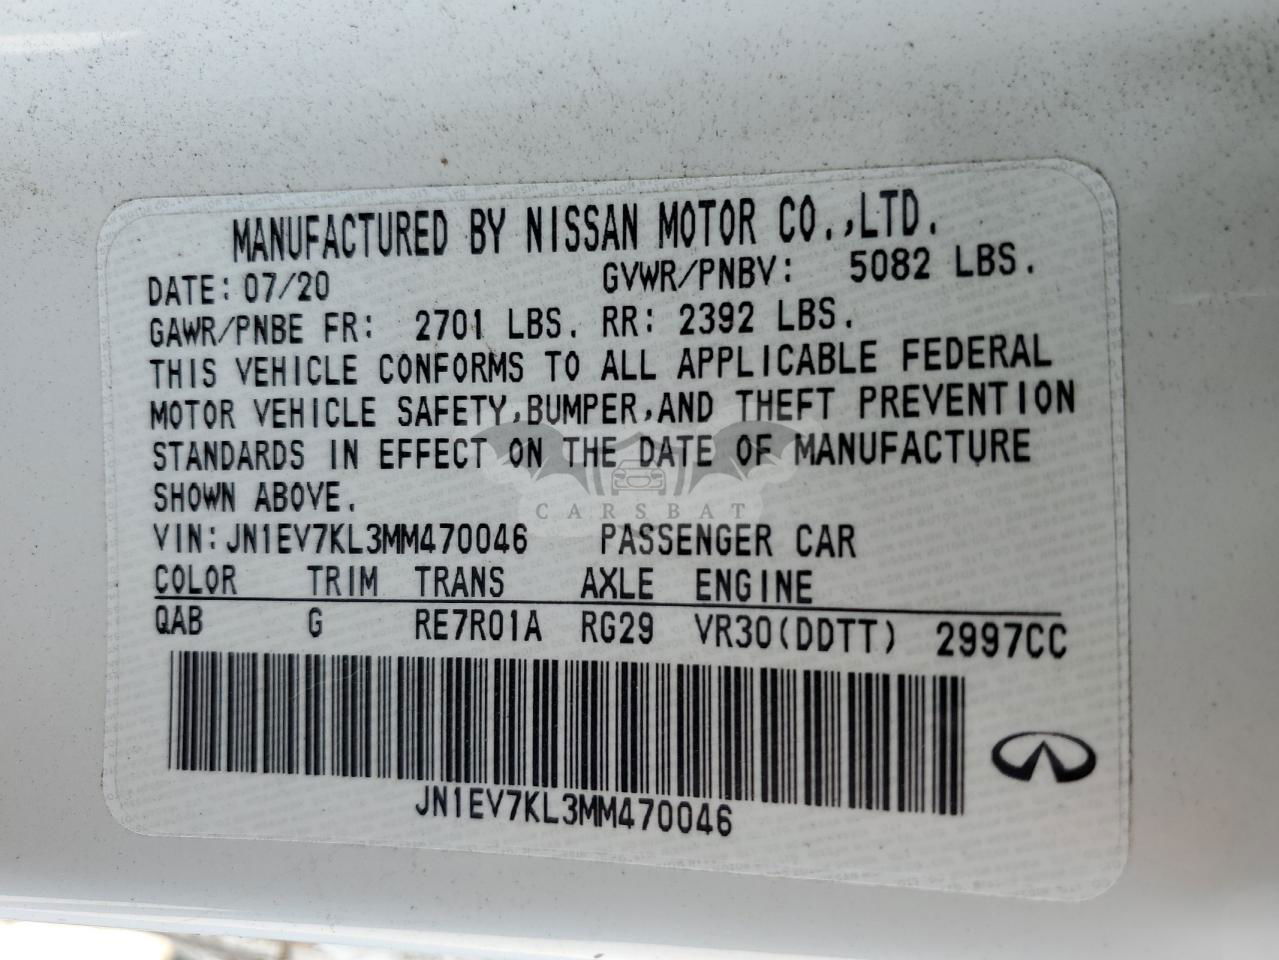 MANUFACTURED BY NISSAN MOTOR CO.,LTD.
DATE: 07/20 GVWR/PNBV: 5082 LBS.
GAWR/PNBE FR: 2701 LBS. RR: 2392 LBS.
THIS VEHICLE CONFORMS TO ALL APPLICABLE FEDERAL
MOTOR VEHICLE SAFETY,BUMPER,AND THEFT PREVENTION
STANDARDS IN EFFECT ON THE DATE OF MANUFACTURE
SHOWN ABOVE.
CARSBAT
VIN:JN1EV7KL3MM470046 PASSENGER CAR
COLOR TRIM TRANS AXLE ENGINE
QAB G RE7R01A RG29 VR30(DDTT) 2997CC
JN1EV7KL3MM470046